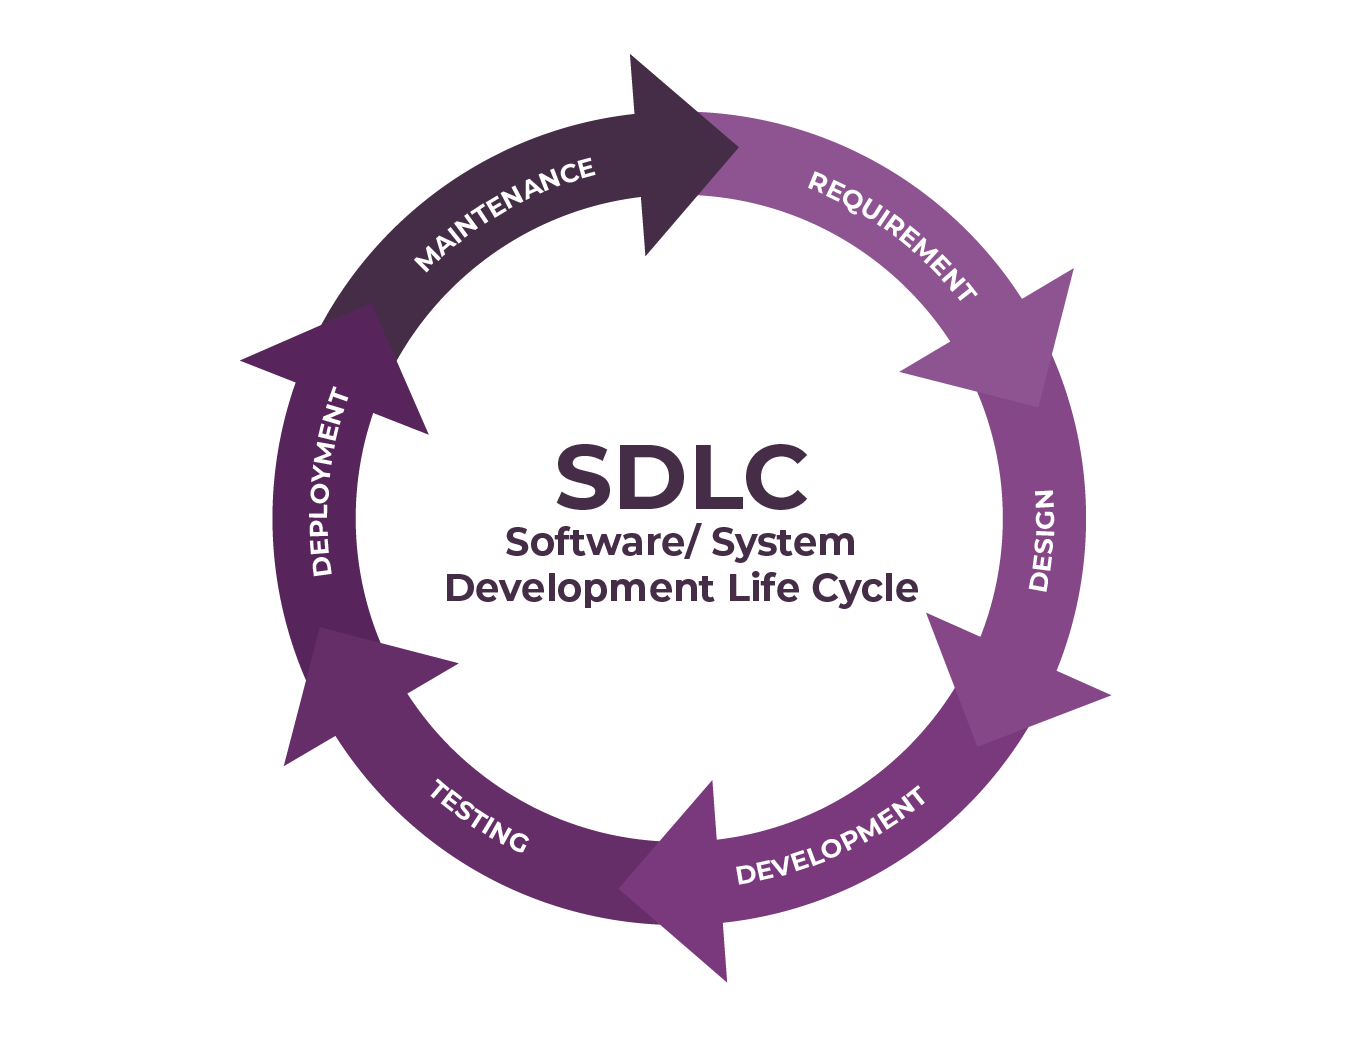 SDLC
Software/ System
Development Life Cycle
REQUIREMENT
DESIGN
DEVELOPMENT
TESTING
DEPLOYMENT
MAINTENANCE